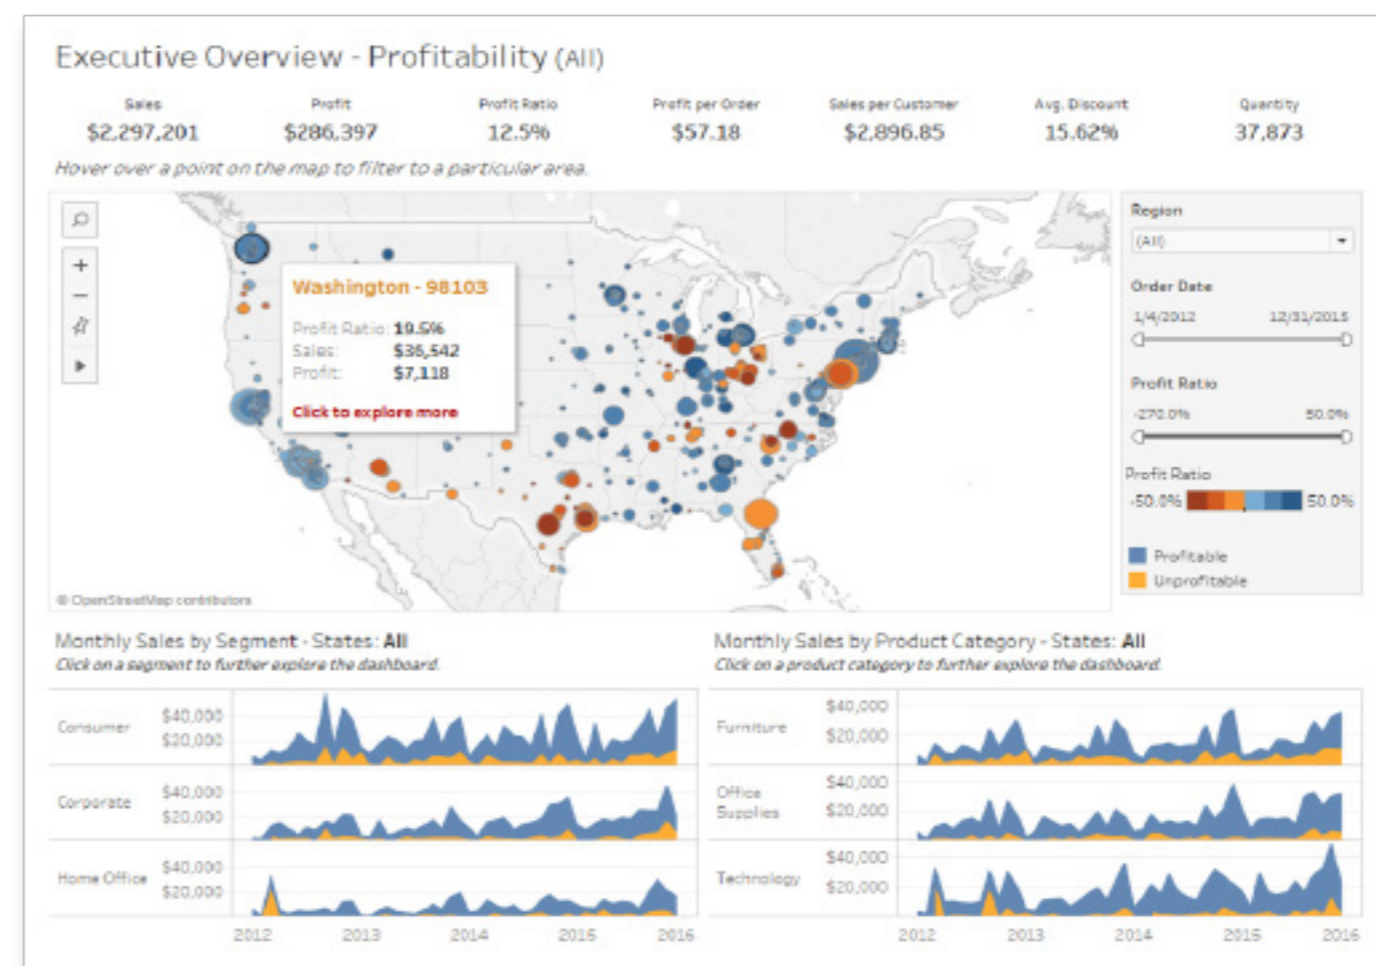 Executive Overview - Profitability (All)
Sales Profit Profit Ratio Profit per Order Sales per Customer Avg. Discount Quantity
$2,297,201 $286,397 12.5% $57.18 $2,896.85 15.62% 37,873
Hover over a point on the map to filter to a particular area.
Washington - 98103
Profit Ratio: 19.5%
Sales: $36,542
Profit: $7,118
Click to explore more
© OpenStreetMap contributors
Region
(All)
Order Date
1/4/2012 12/31/2015
Profit Ratio
-270.0% 50.0%
Profit Ratio
-50.0% 50.0%
Profitable
Unprofitable
Monthly Sales by Segment - States: All
Click on a segment to further explore the dashboard.
Consumer
$40,000
$20,000
Corporate
$40,000
$20,000
Home Office
$40,000
$20,000
2012 2013 2014 2015 2016
Monthly Sales by Product Category - States: All
Click on a product category to further explore the dashboard.
Furniture
$40,000
$20,000
Office
Supplies
$40,000
$20,000
Technology
$40,000
$20,000
2012 2013 2014 2015 2016